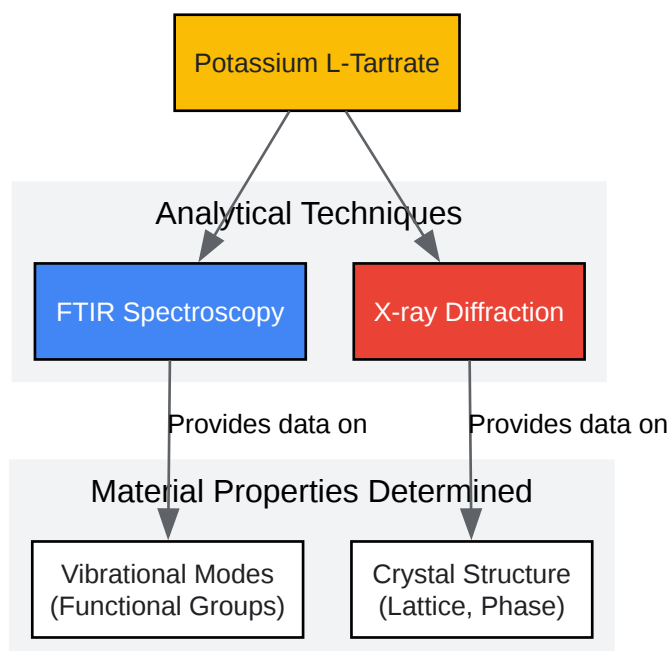 Potassium L-Tartrate
Analytical Techniques
FTIR Spectroscopy
X-ray Diffraction
Provides data on
Provides data on
Material Properties Determined
Vibrational Modes
(Functional Groups)
Crystal Structure
(Lattice, Phase)